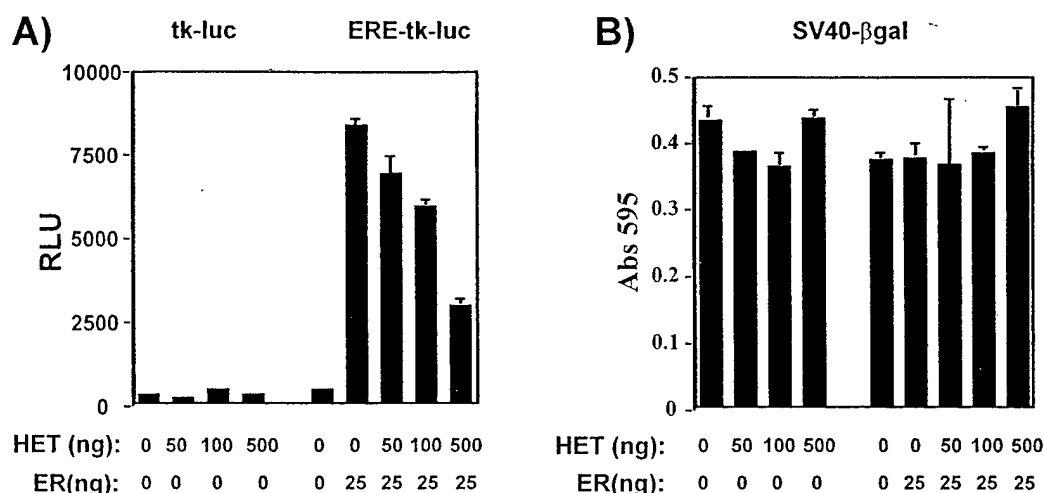 A)
tk-luc
ERE-tk-luc
10000
7500
5000
2500
0
RLU
HET (ng): 0 50 100 500 0 0 50 100 500
ER(ng): 0 0 0 0 0 25 25 25 25
B)
SV40-βgal
0.5
0.4
0.3
0.2
0.1
0
Abs 595
HET (ng): 0 50 100 500 0 0 50 100 500
ER(ng): 0 0 0 0 0 25 25 25 25